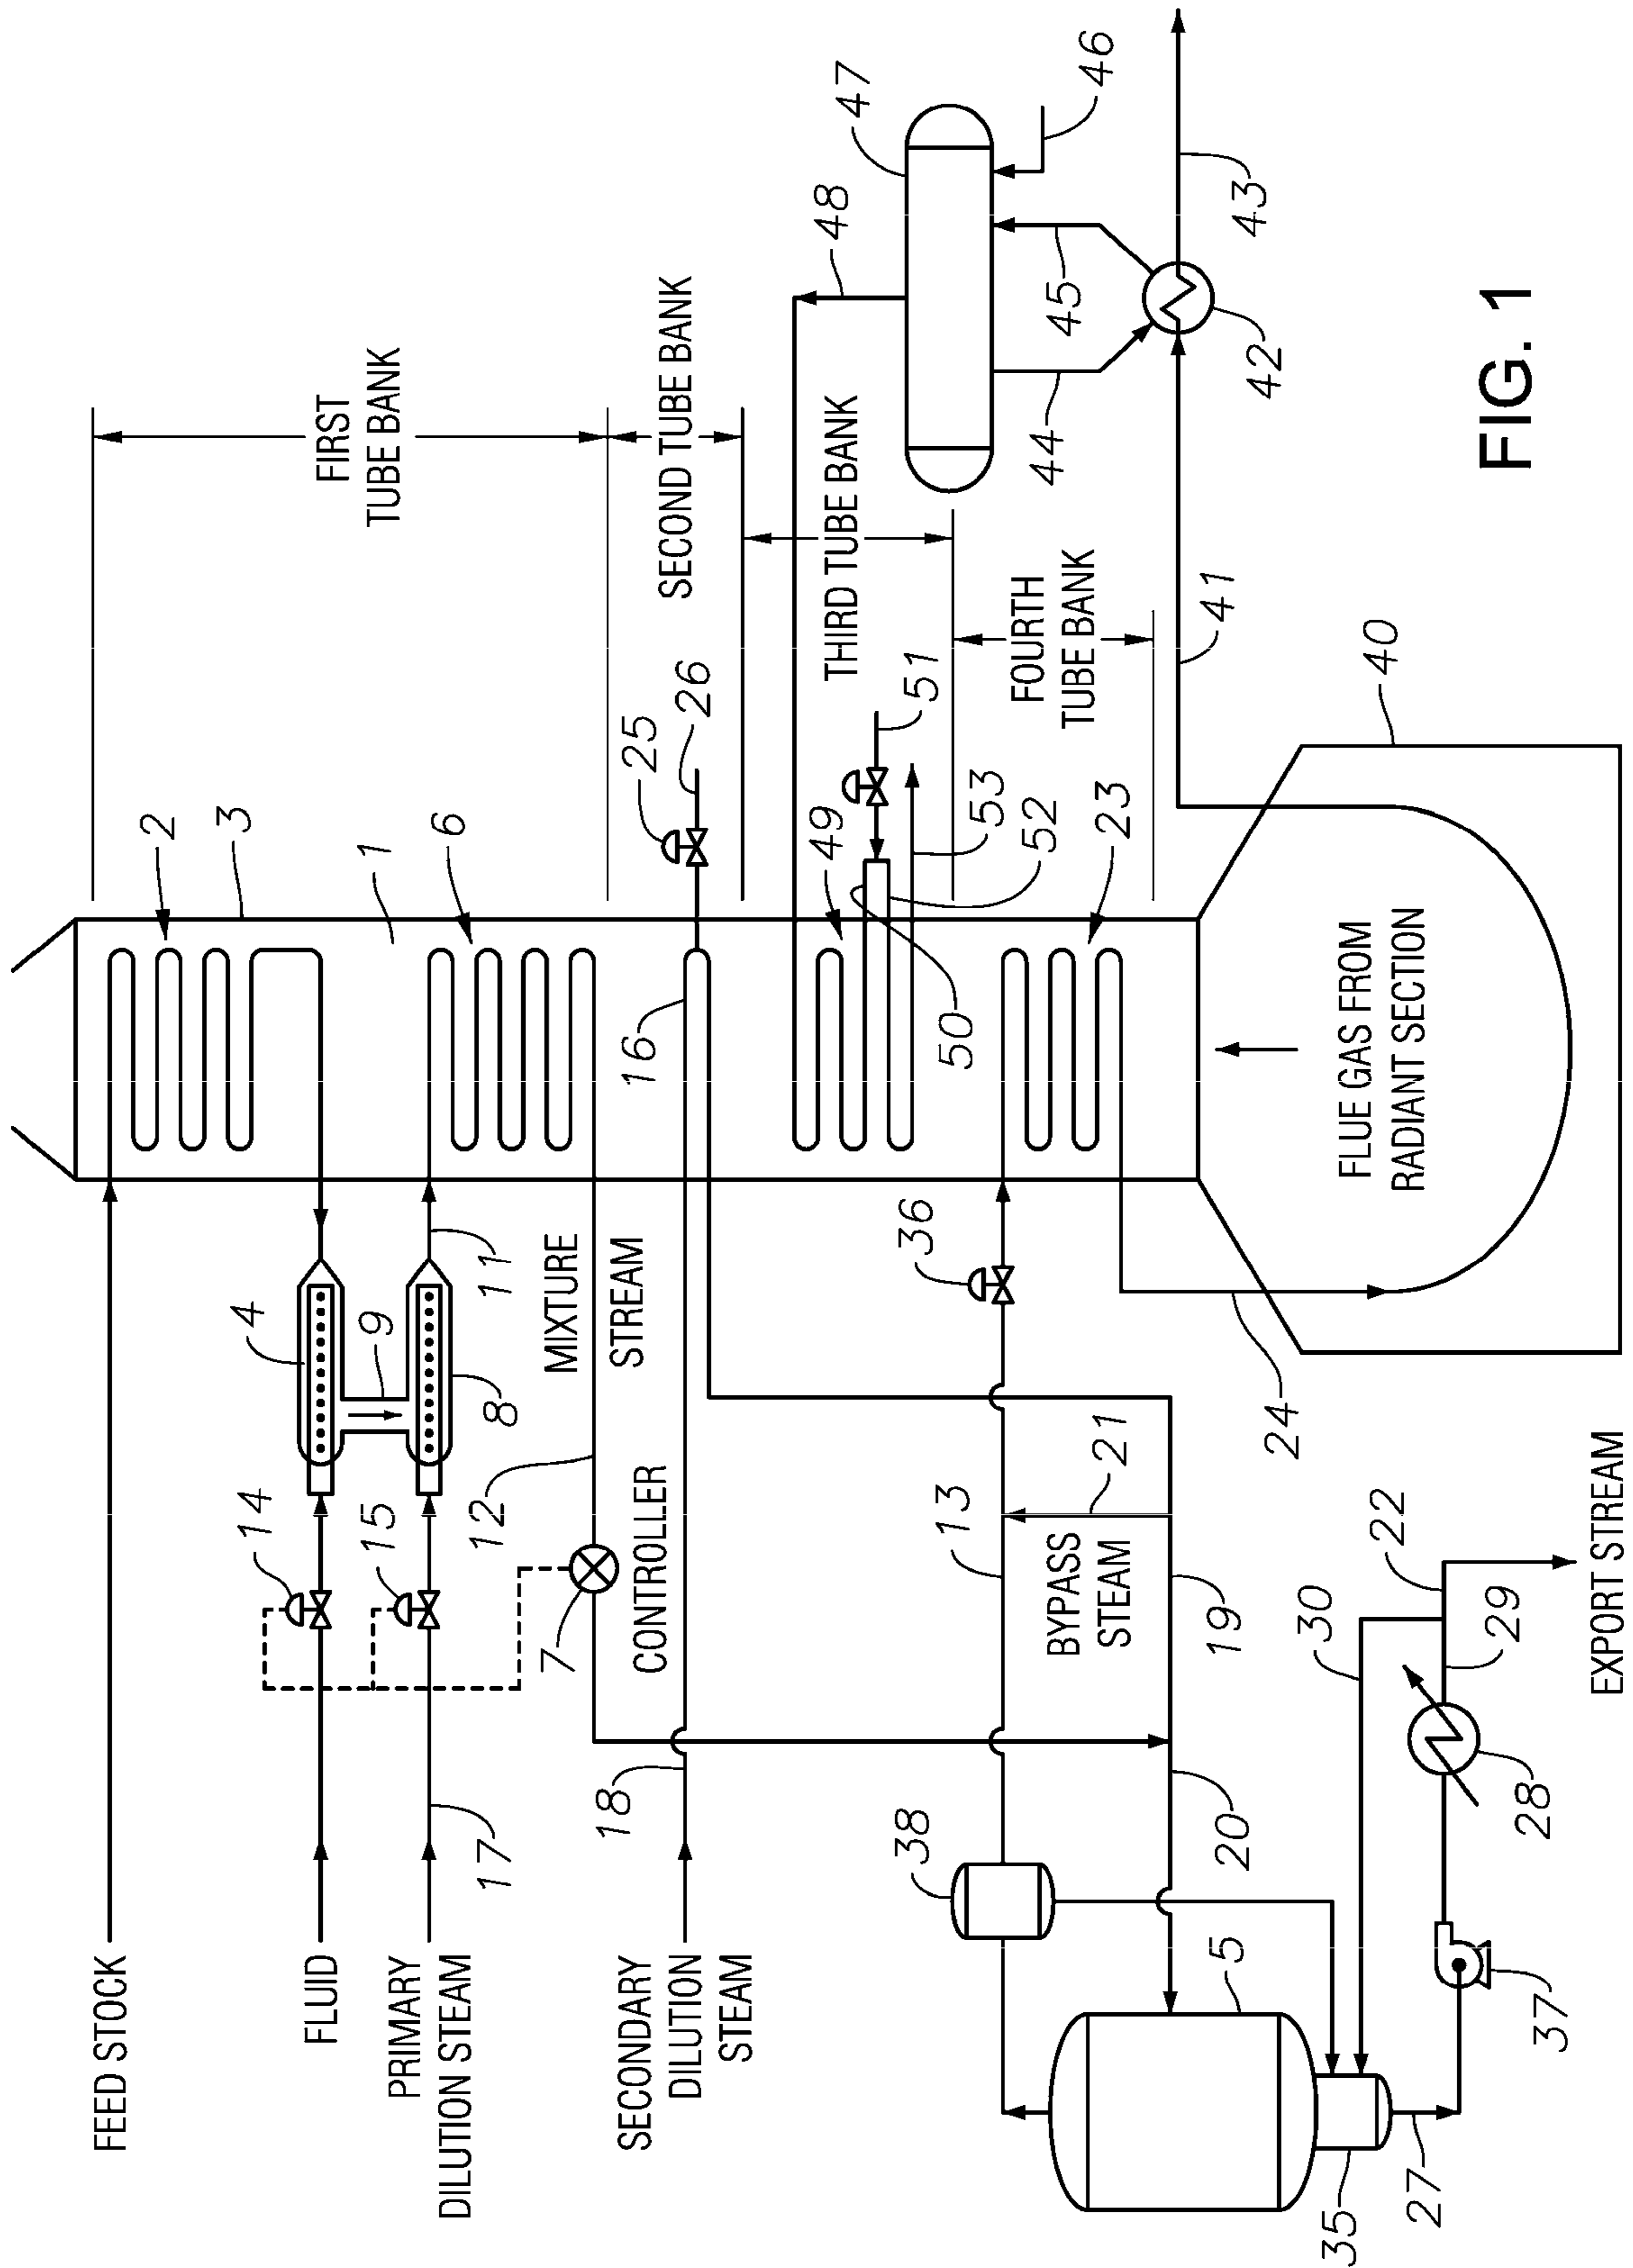 FEED STOCK
FLUID
PRIMARY
DILUTION STEAM
SECONDARY
DILUTION
STEAM
17
18
14
15
4
9
8
11
12
7
CONTROLLER
MIXTURE
STREAM
2
3
1
6
16
25
26
FIRST
TUBE BANK
SECOND TUBE BANK
THIRD TUBE BANK
FOURTH
TUBE BANK
48
47
46
45
44
43
42
41
40
49
50
51
52
53
23
36
13
21
BYPASS
STEAM
19
20
38
5
35
27
37
28
29
30
22
EXPORT STREAM
24
FLUE GAS FROM
RADIANT SECTION
FIG. 1